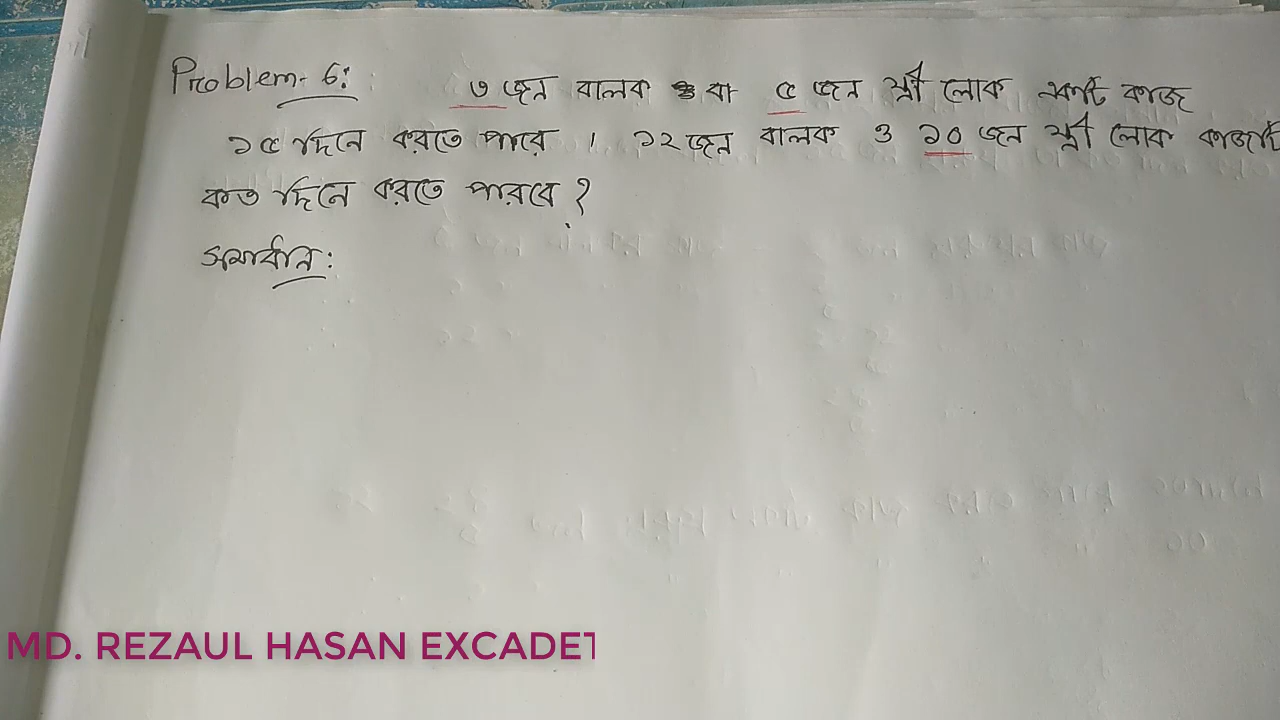 Problem- 6:  ৩ জন বালক বা ৫ জন স্ত্রী লোক একটি কাজ
১৫ দিনে করতে পারে । ১২ জন বালক ও ১০ জন স্ত্রী লোক কাজটি
কত দিনে করতে পারবে ?
সমাধান :
MD. REZAUL HASAN EXCADET